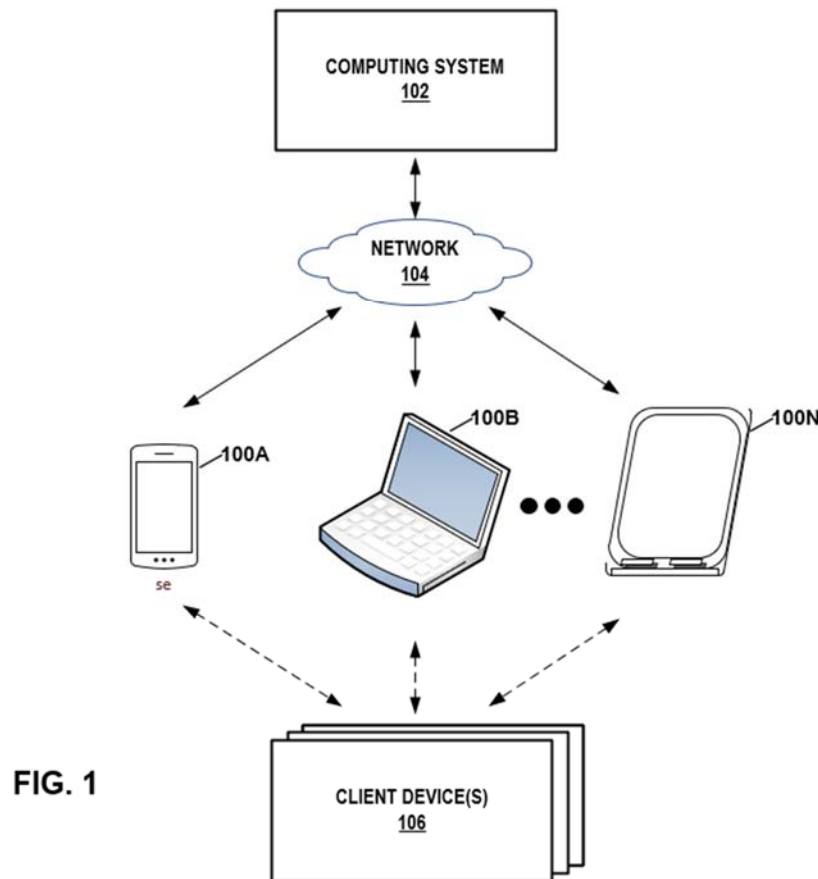 COMPUTING SYSTEM
102
NETWORK
104
100A
100B
100N
se
FIG. 1
CLIENT DEVICE(S)
106